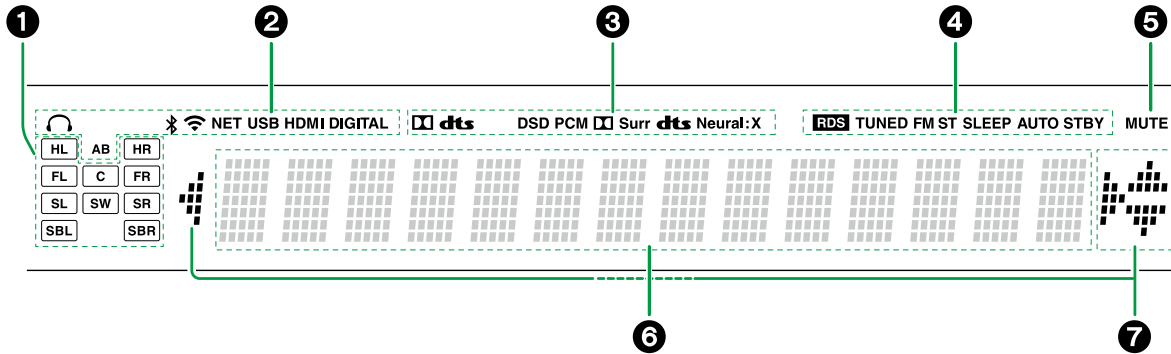 1 2 3 4 5
NET USB HDMI DIGITAL dts DSD PCM Surr dts Neural:X RDS TUNED FM ST SLEEP AUTO STBY MUTE
HL AB HR
FL C FR
SL SW SR
SBL SBR
6 7